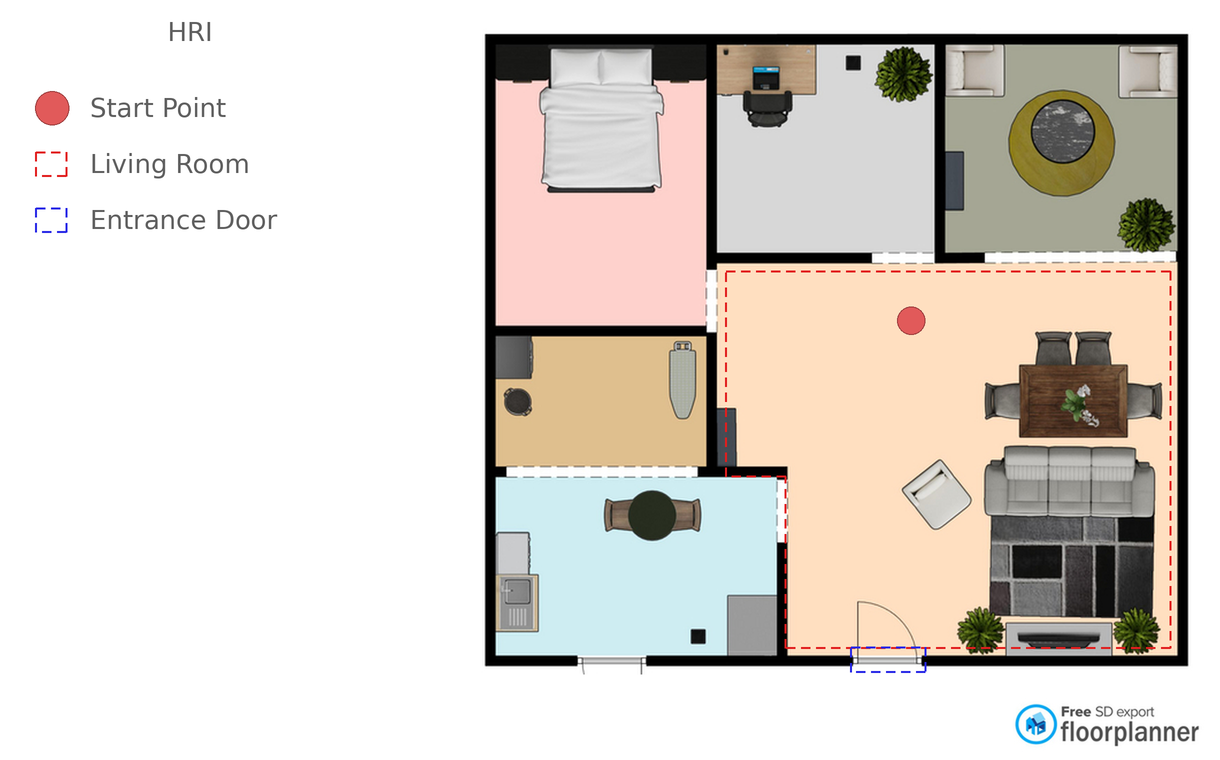 HRI
Start Point
Living Room
Entrance Door
Free SD export
floorplanner